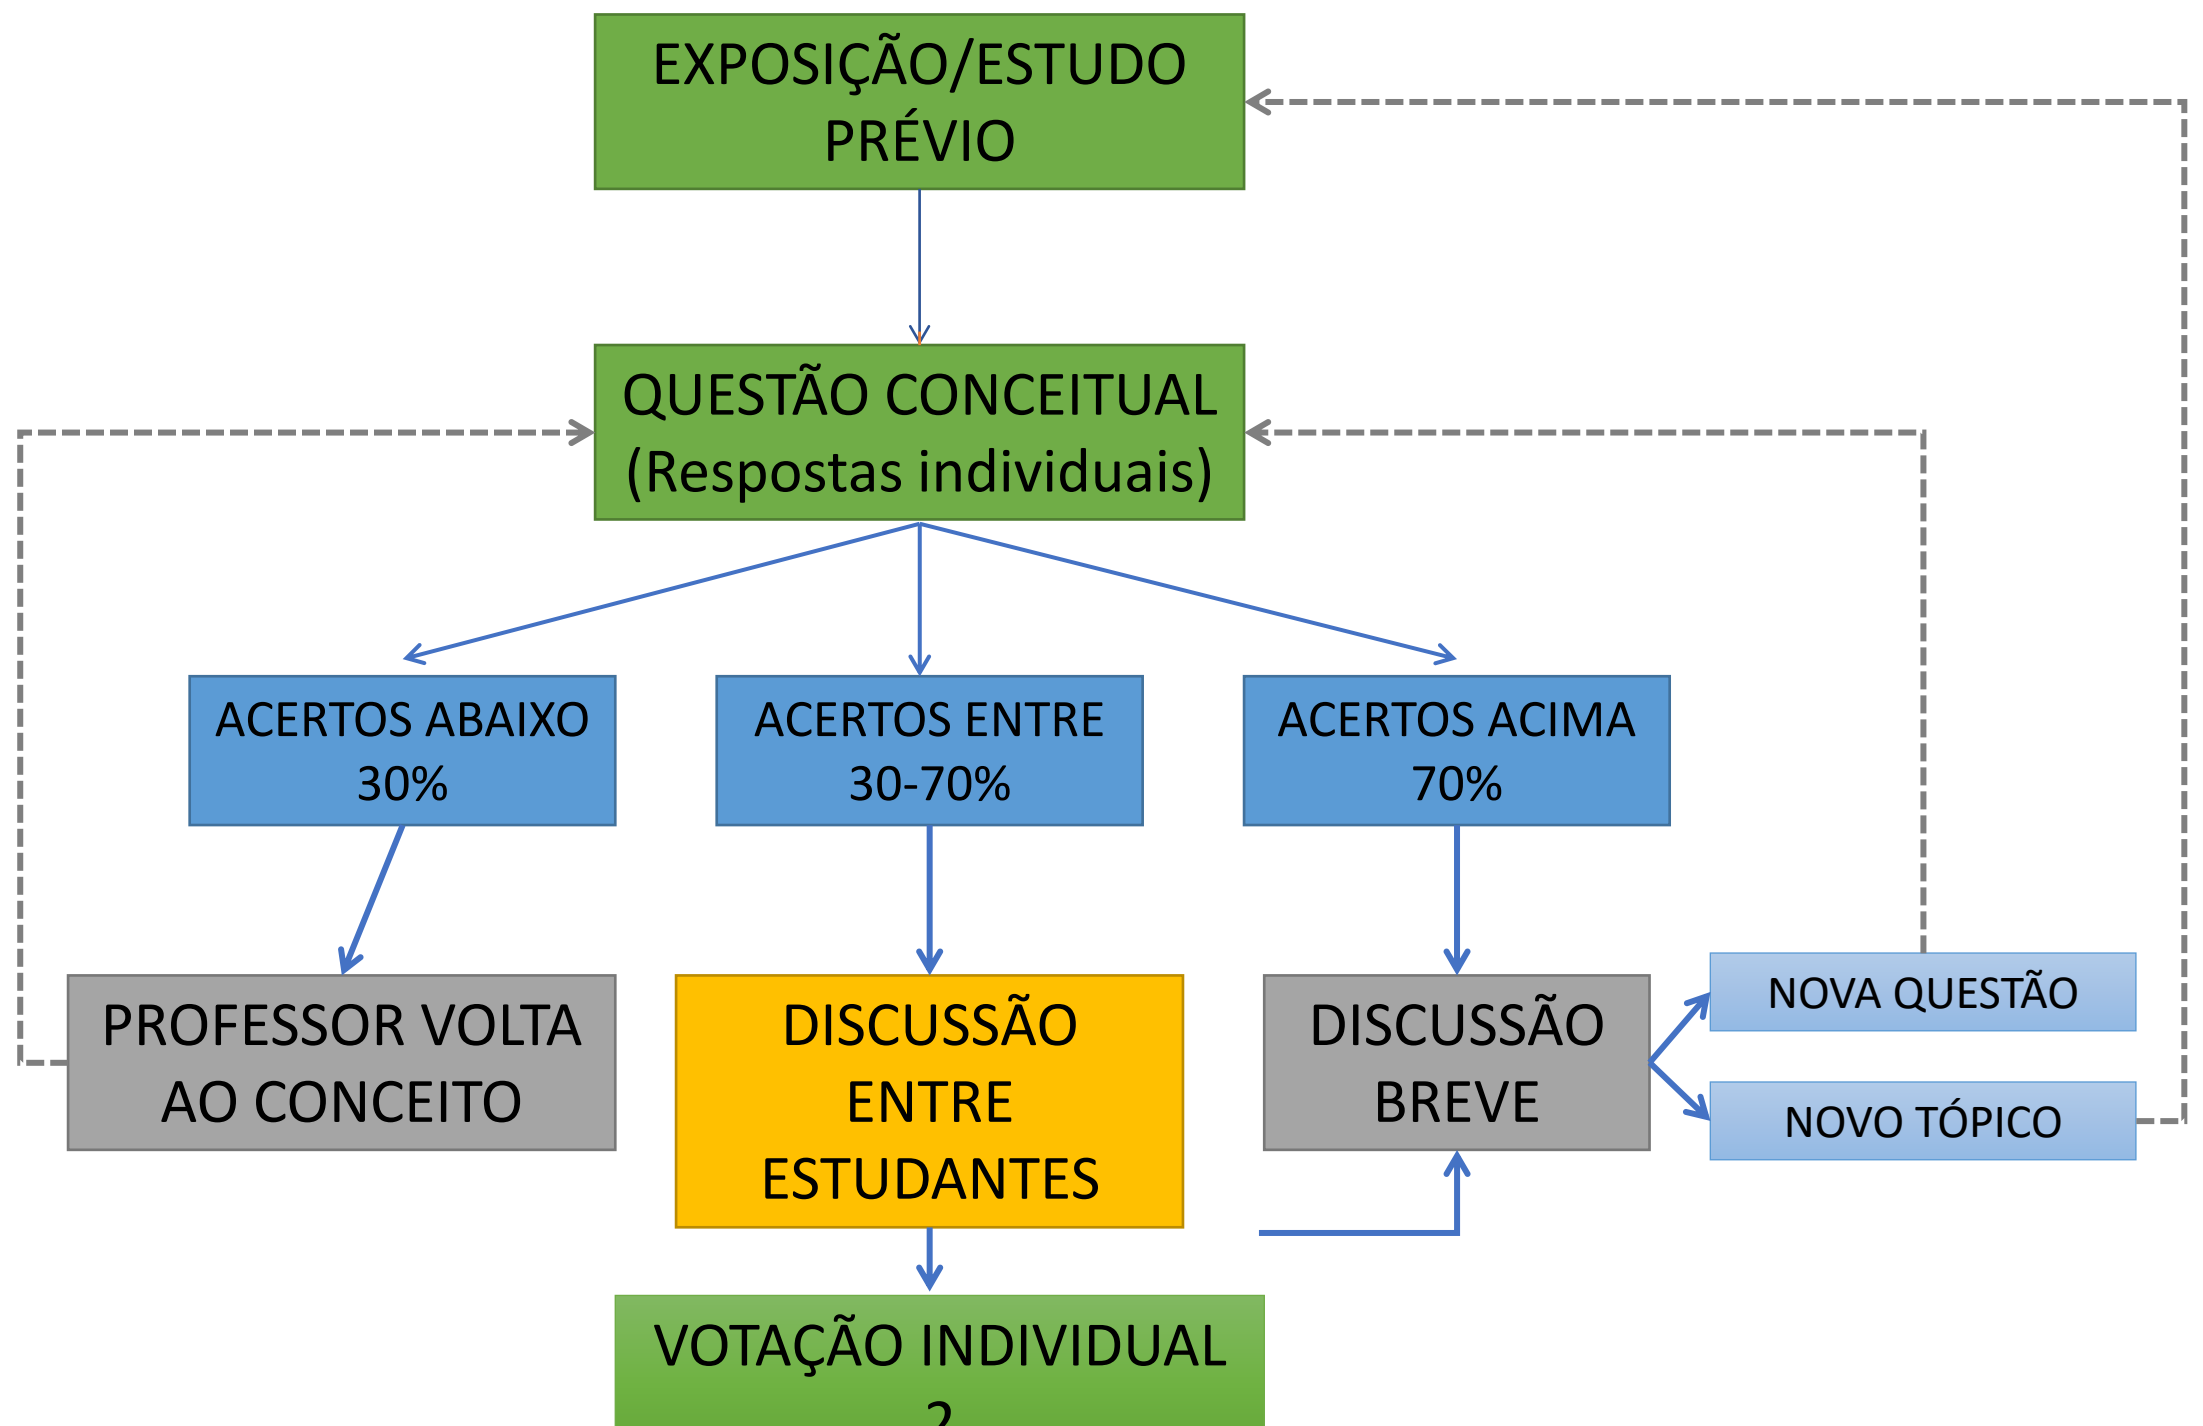 EXPOSIÇÃO/ESTUDO
PRÉVIO
QUESTÃO CONCEITUAL
(Respostas individuais)
ACERTOS ABAIXO
30%
ACERTOS ENTRE
30-70%
ACERTOS ACIMA
70%
PROFESSOR VOLTA
AO CONCEITO
DISCUSSÃO
ENTRE
ESTUDANTES
DISCUSSÃO
BREVE
NOVA QUESTÃO
NOVO TÓPICO
VOTAÇÃO INDIVIDUAL
2